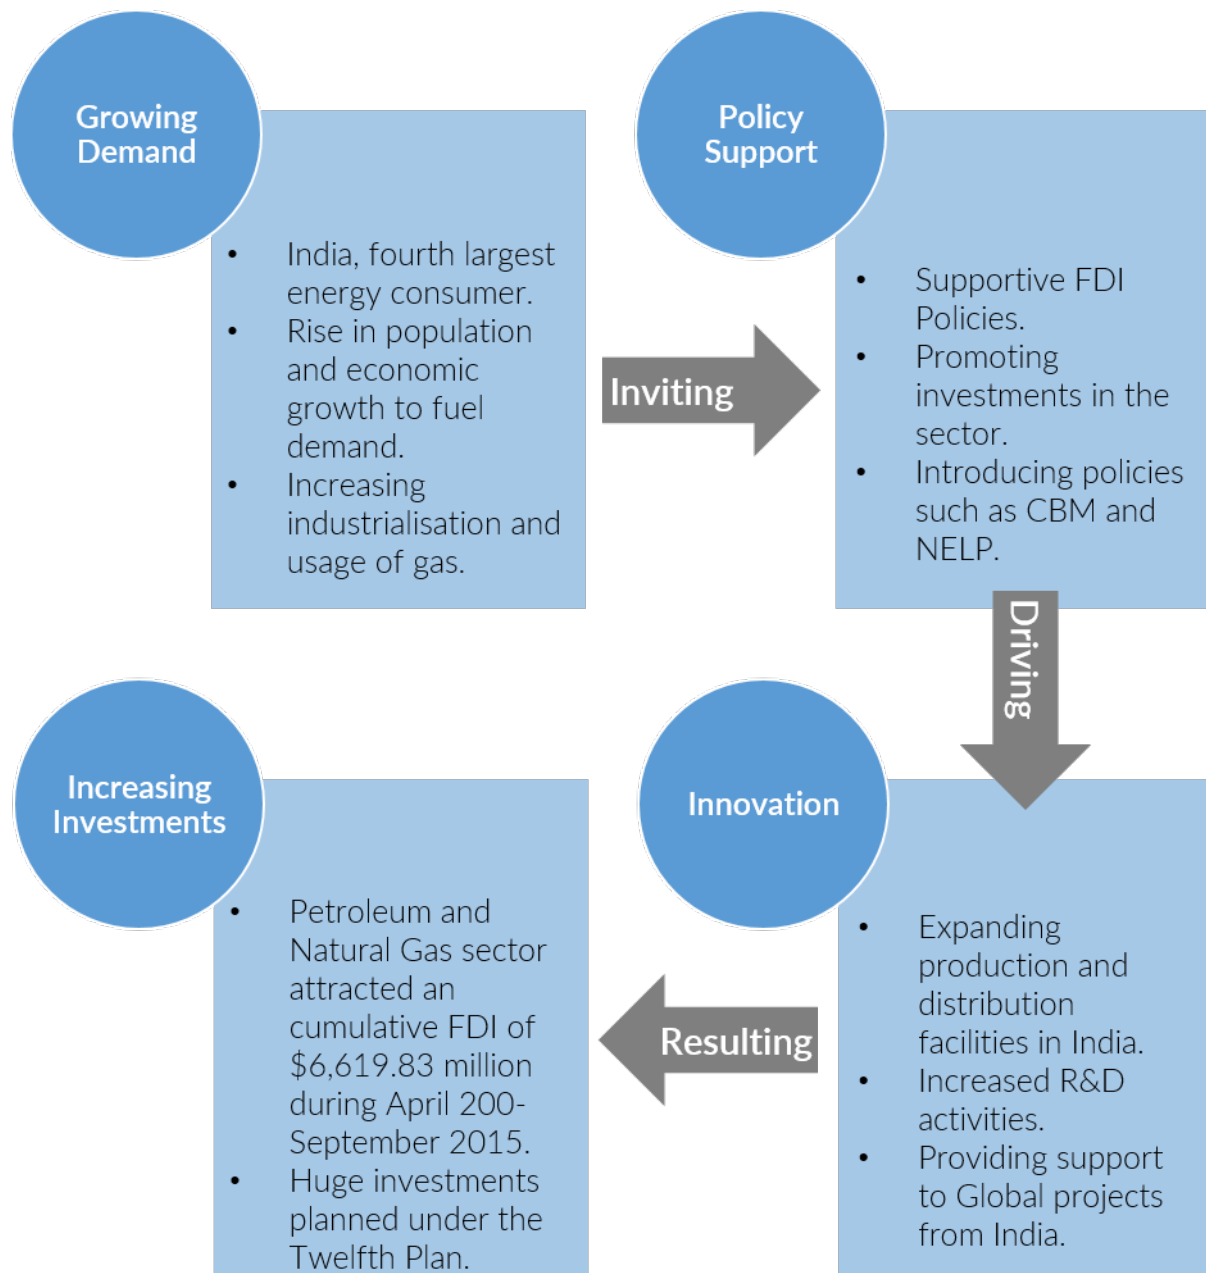 Growing
Demand
• India, fourth largest
energy consumer.
• Rise in population
and economic
growth to fuel
demand.
• Increasing
industrialisation and
usage of gas.
Inviting
Policy
Support
• Supportive FDI
Policies.
• Promoting
investments in the
sector.
• Introducing policies
such as CBM and
NELP.
Driving
Innovation
• Expanding
production and
distribution
facilities in India.
• Increased R&D
activities.
• Providing support
to Global projects
from India.
Resulting
Increasing
Investments
• Petroleum and
Natural Gas sector
attracted an
cumulative FDI of
$6,619.83 million
during April 200-
September 2015.
• Huge investments
planned under the
Twelfth Plan.